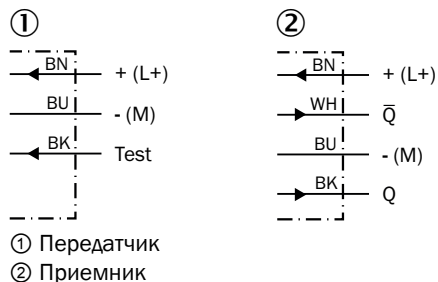 ① ②
BN + (L+) BN + (L+)
BU - (M) WH Q̅
BK Test BU - (M)
BK Q
① Передатчик
② Приемник